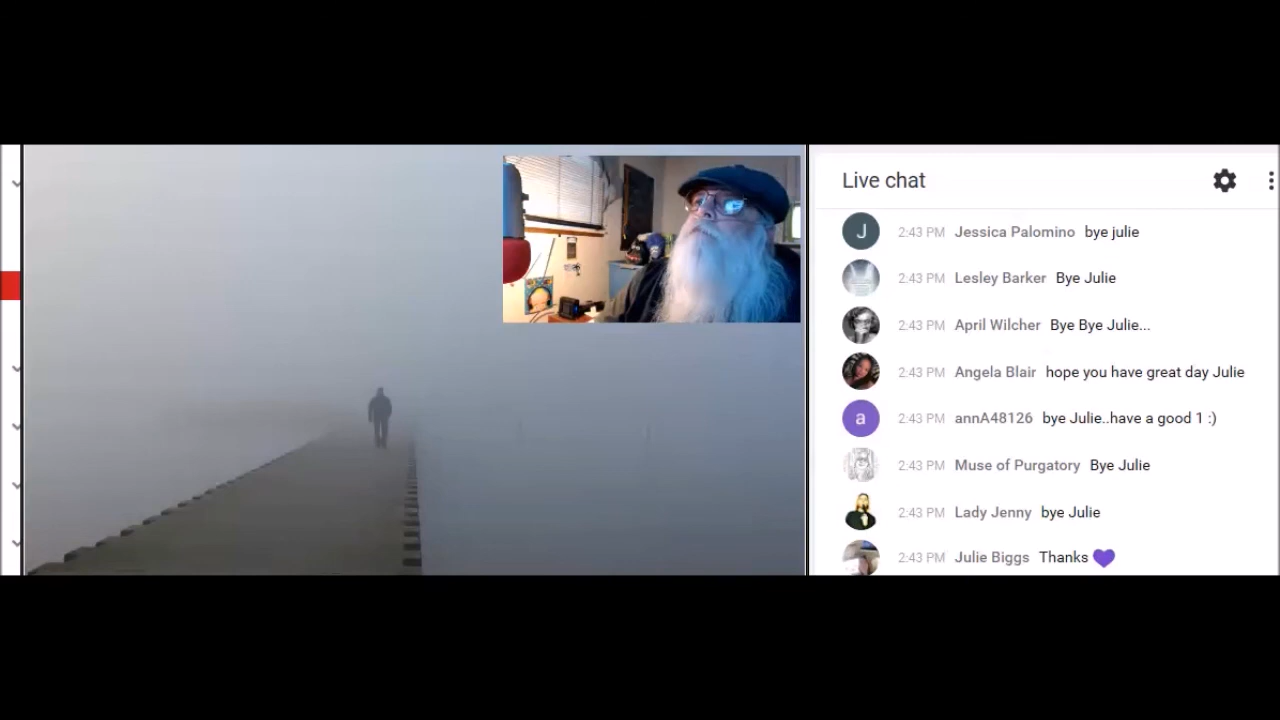 Live chat
J 2:43 PM Jessica Palomino bye julie
2:43 PM Lesley Barker Bye Julie
2:43 PM April Wilcher Bye Bye Julie...
2:43 PM Angela Blair hope you have great day Julie
a 2:43 PM annA48126 bye Julie..have a good 1 :)
2:43 PM Muse of Purgatory Bye Julie
2:43 PM Lady Jenny bye Julie
2:43 PM Julie Biggs Thanks 💜